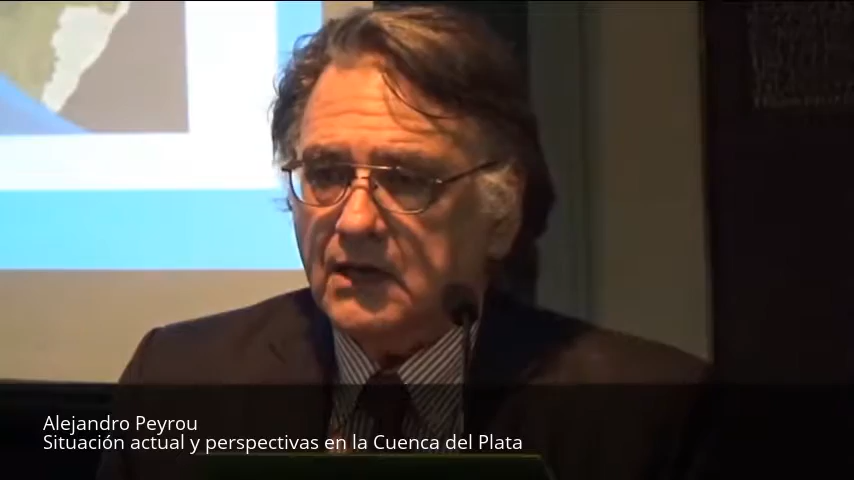 Alejandro Peyrou
Situación actual y perspectivas en la Cuenca del Plata